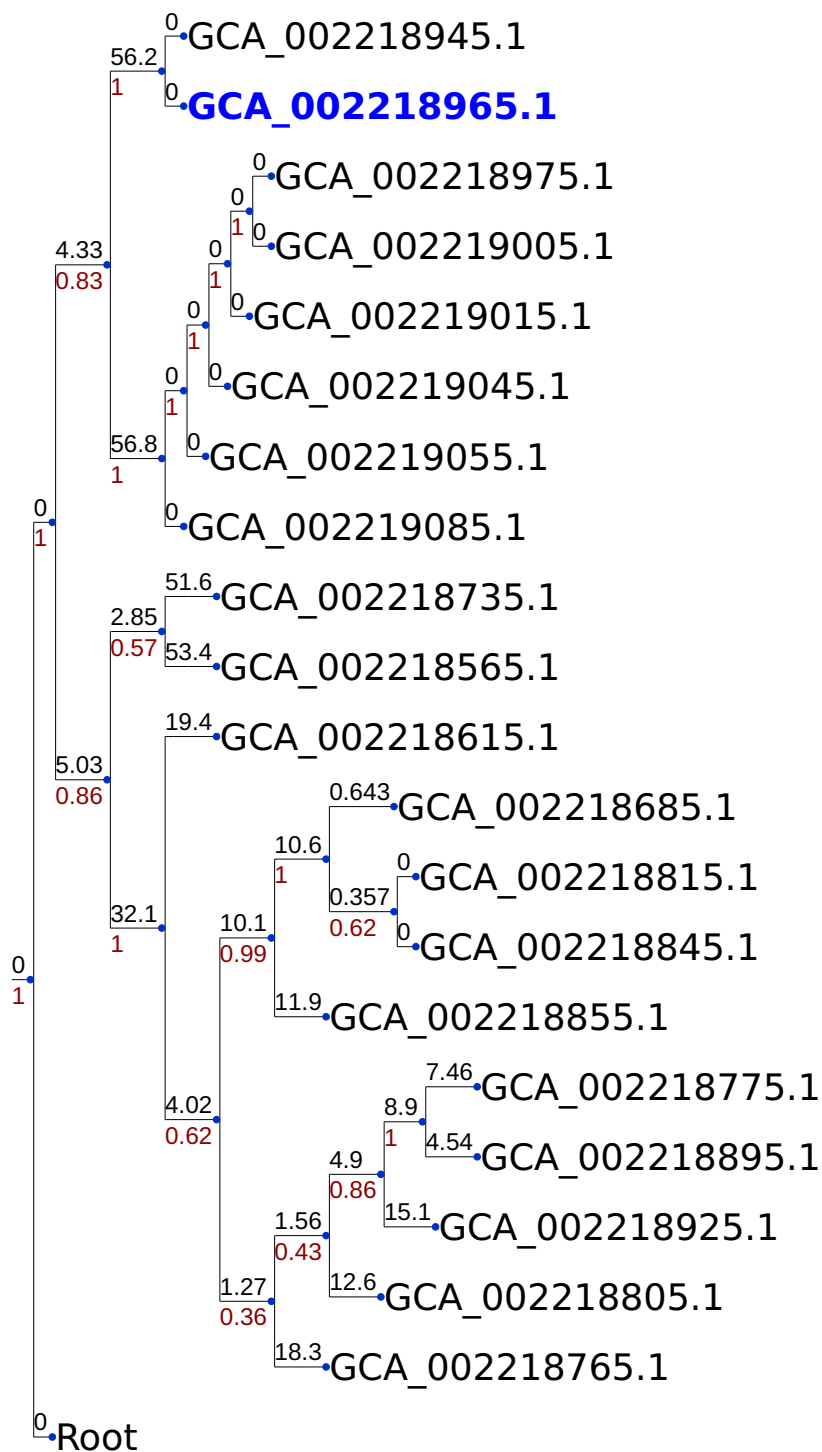 0
GCA_002218945.1
56.2
1
0
GCA_002218965.1
0
GCA_002218975.1
0
1
0
GCA_002219005.1
4.33
0.83
0
1
0
GCA_002219015.1
0
1
0
GCA_002219045.1
0
1
56.8
1
0
GCA_002219055.1
0
GCA_002219085.1
0
1
51.6
GCA_002218735.1
2.85
0.57
53.4
GCA_002218565.1
19.4
GCA_002218615.1
5.03
0.86
0.643
GCA_002218685.1
10.6
1
0
GCA_002218815.1
0.357
0.62
32.1
1
10.1
0.99
0
GCA_002218845.1
0
1
11.9
GCA_002218855.1
7.46
GCA_002218775.1
4.02
0.62
8.9
1
4.54
GCA_002218895.1
4.9
0.86
15.1
GCA_002218925.1
1.56
0.43
1.27
0.36
12.6
GCA_002218805.1
18.3
GCA_002218765.1
0
Root